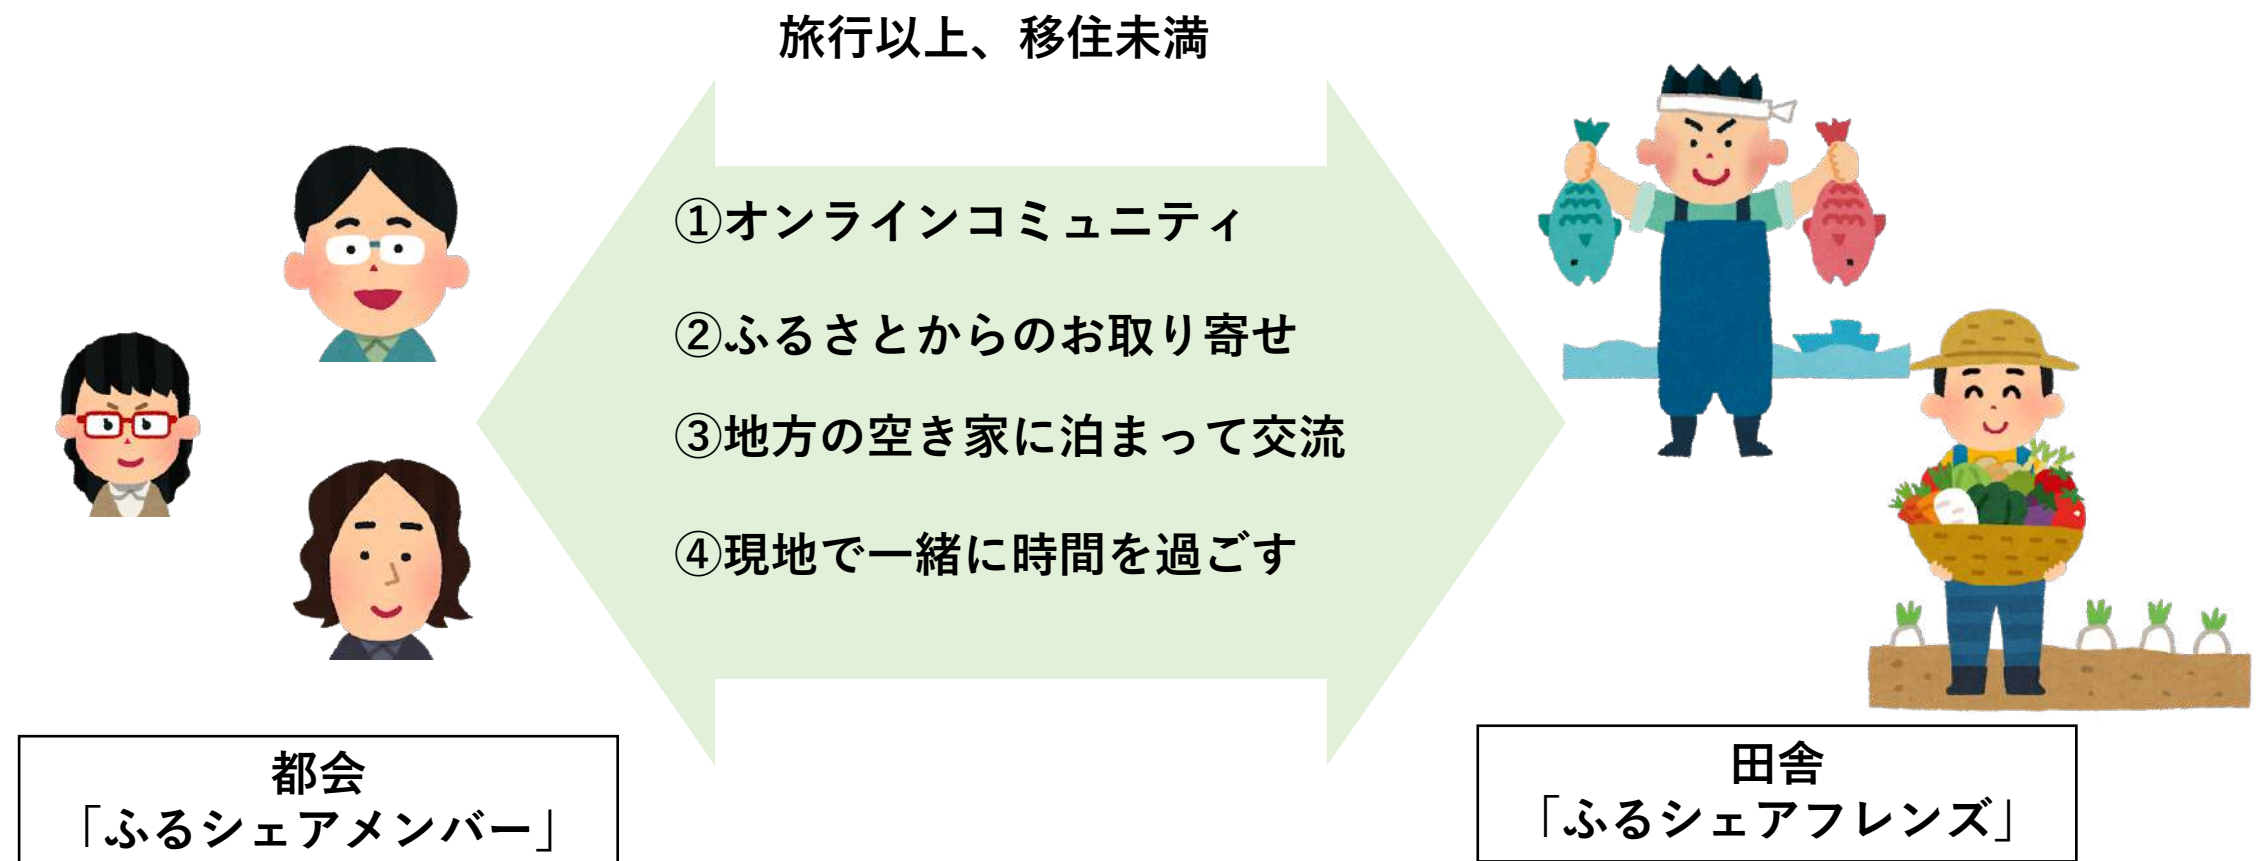 旅行以上、移住未満
①オンラインコミュニティ
②ふるさとからのお取り寄せ
③地方の空き家に泊まって交流
④現地で一緒に時間を過ごす
都会
「ふるシェアメンバー」
田舎
「ふるシェアフレンズ」